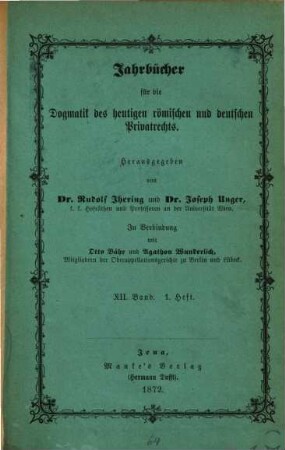 Jahrbücher
für die
Dogmatik des heutigen römischen und deutschen
Privatrechts.
Herausgegeben
von
Dr. Rudolf Jhering und Dr. Joseph Unger,
k. k. Hofräthen und Professoren an der Universität Wien,
In Verbindung
mit
Otto Bähr und Agathon Wunderlich,
Mitgliedern der Oberappellationsgerichte zu Berlin und Lübeck.
XII. Band. 1. Heft.
Jena,
Mauke's Verlag
(Hermann Dufft).
1872.